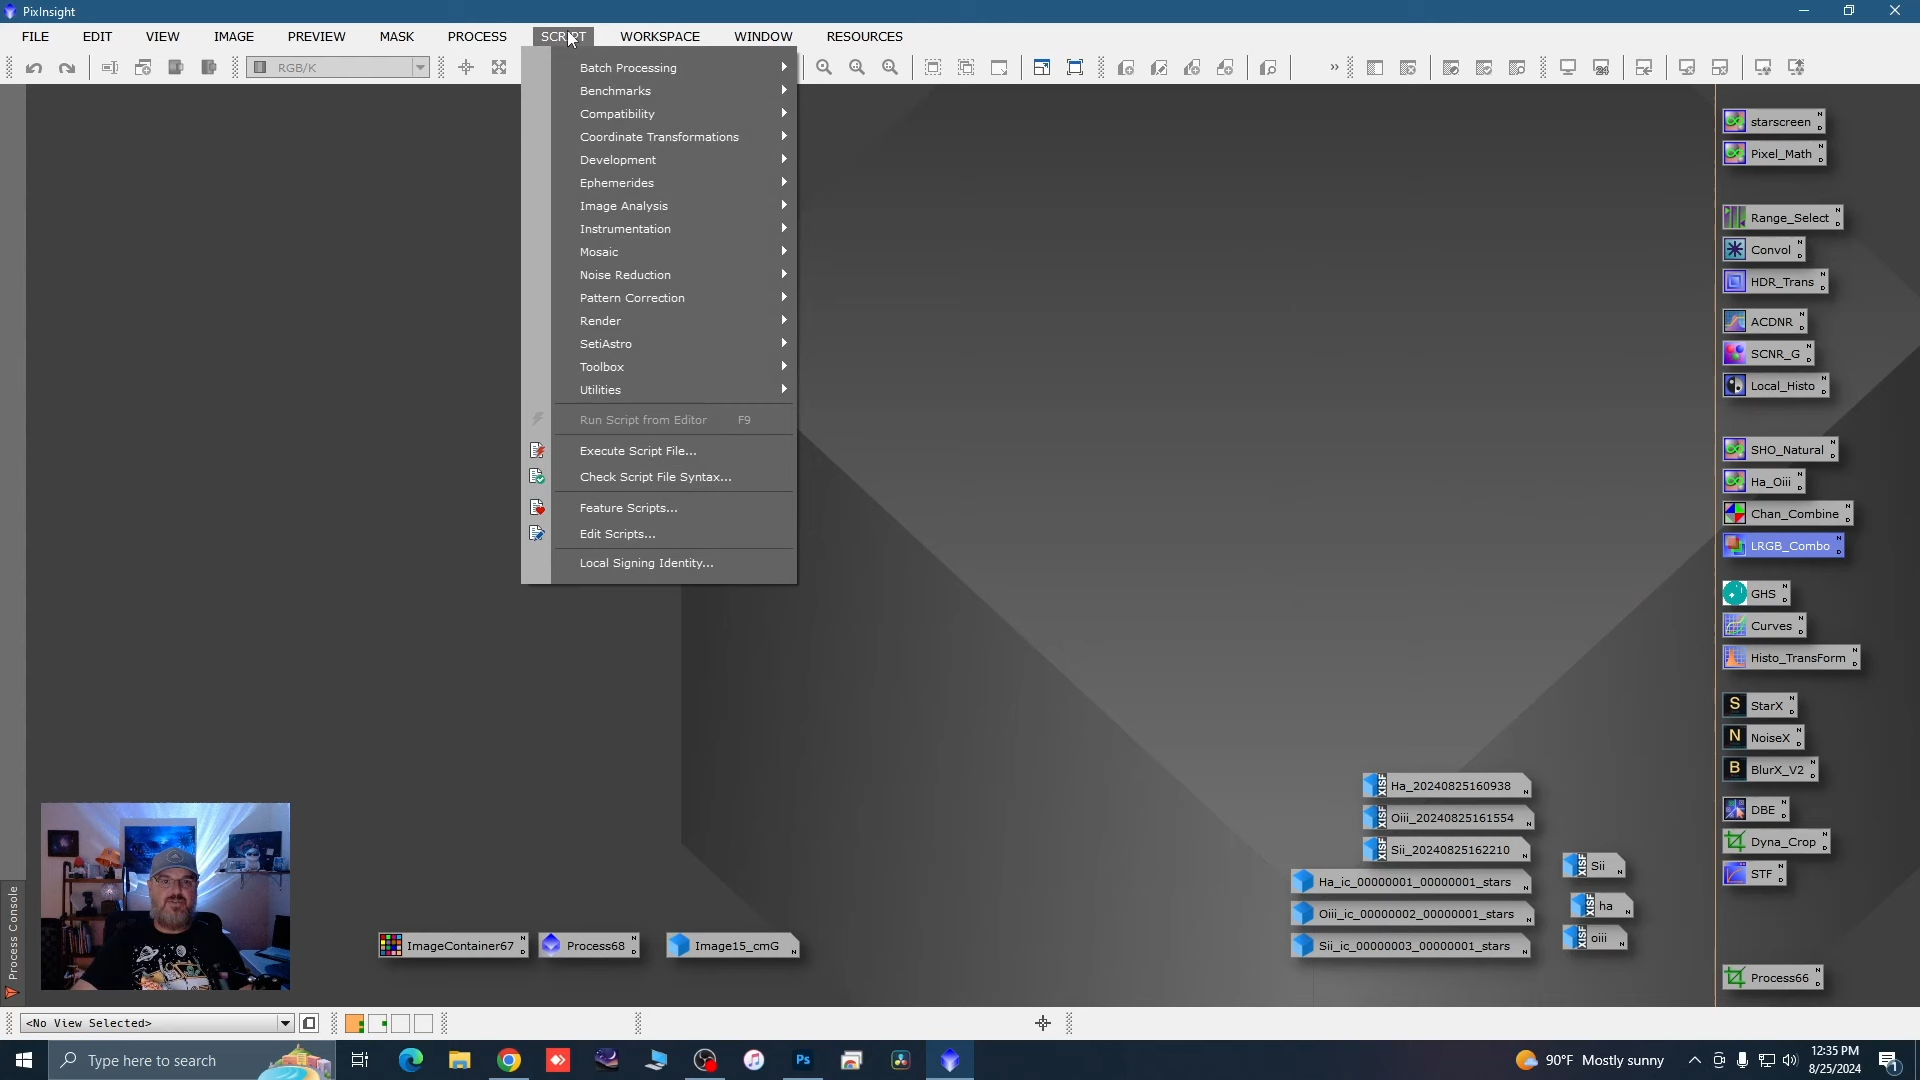 PixInsight
FILE EDIT VIEW IMAGE PREVIEW MASK PROCESS SCRIPT WORKSPACE WINDOW RESOURCES
RGB/K
Batch Processing
Benchmarks
Compatibility
Coordinate Transformations
Development
Ephemerides
Image Analysis
Instrumentation
Mosaic
Noise Reduction
Pattern Correction
Render
SetiAstro
Toolbox
Utilities
Run Script from Editor F9
Execute Script File...
Check Script File Syntax...
Feature Scripts...
Edit Scripts...
Local Signing Identity...
starscreen
Pixel_Math
Range_Select
Convol
HDR_Trans
ACDNR
SCNR_G
Local_Histo
SHO_Natural
Ha_Oiii
Chan_Combine
LRGB_Combo
GHS
Curves
Histo_TransForm
StarX
NoiseX
BlurX_V2
DBE
Dyna_Crop
STF
Process66
Ha_20240825160938
Oiii_20240825161554
Sii_20240825162210
Ha_ic_00000001_00000001_stars
Oiii_ic_00000002_00000001_stars
Sii_ic_00000003_00000001_stars
Sii
ha
oiii
ImageContainer67
Process68
Image15_cmG
Process Console
<No View Selected>
Type here to search
90°F Mostly sunny
12:35 PM
8/25/2024